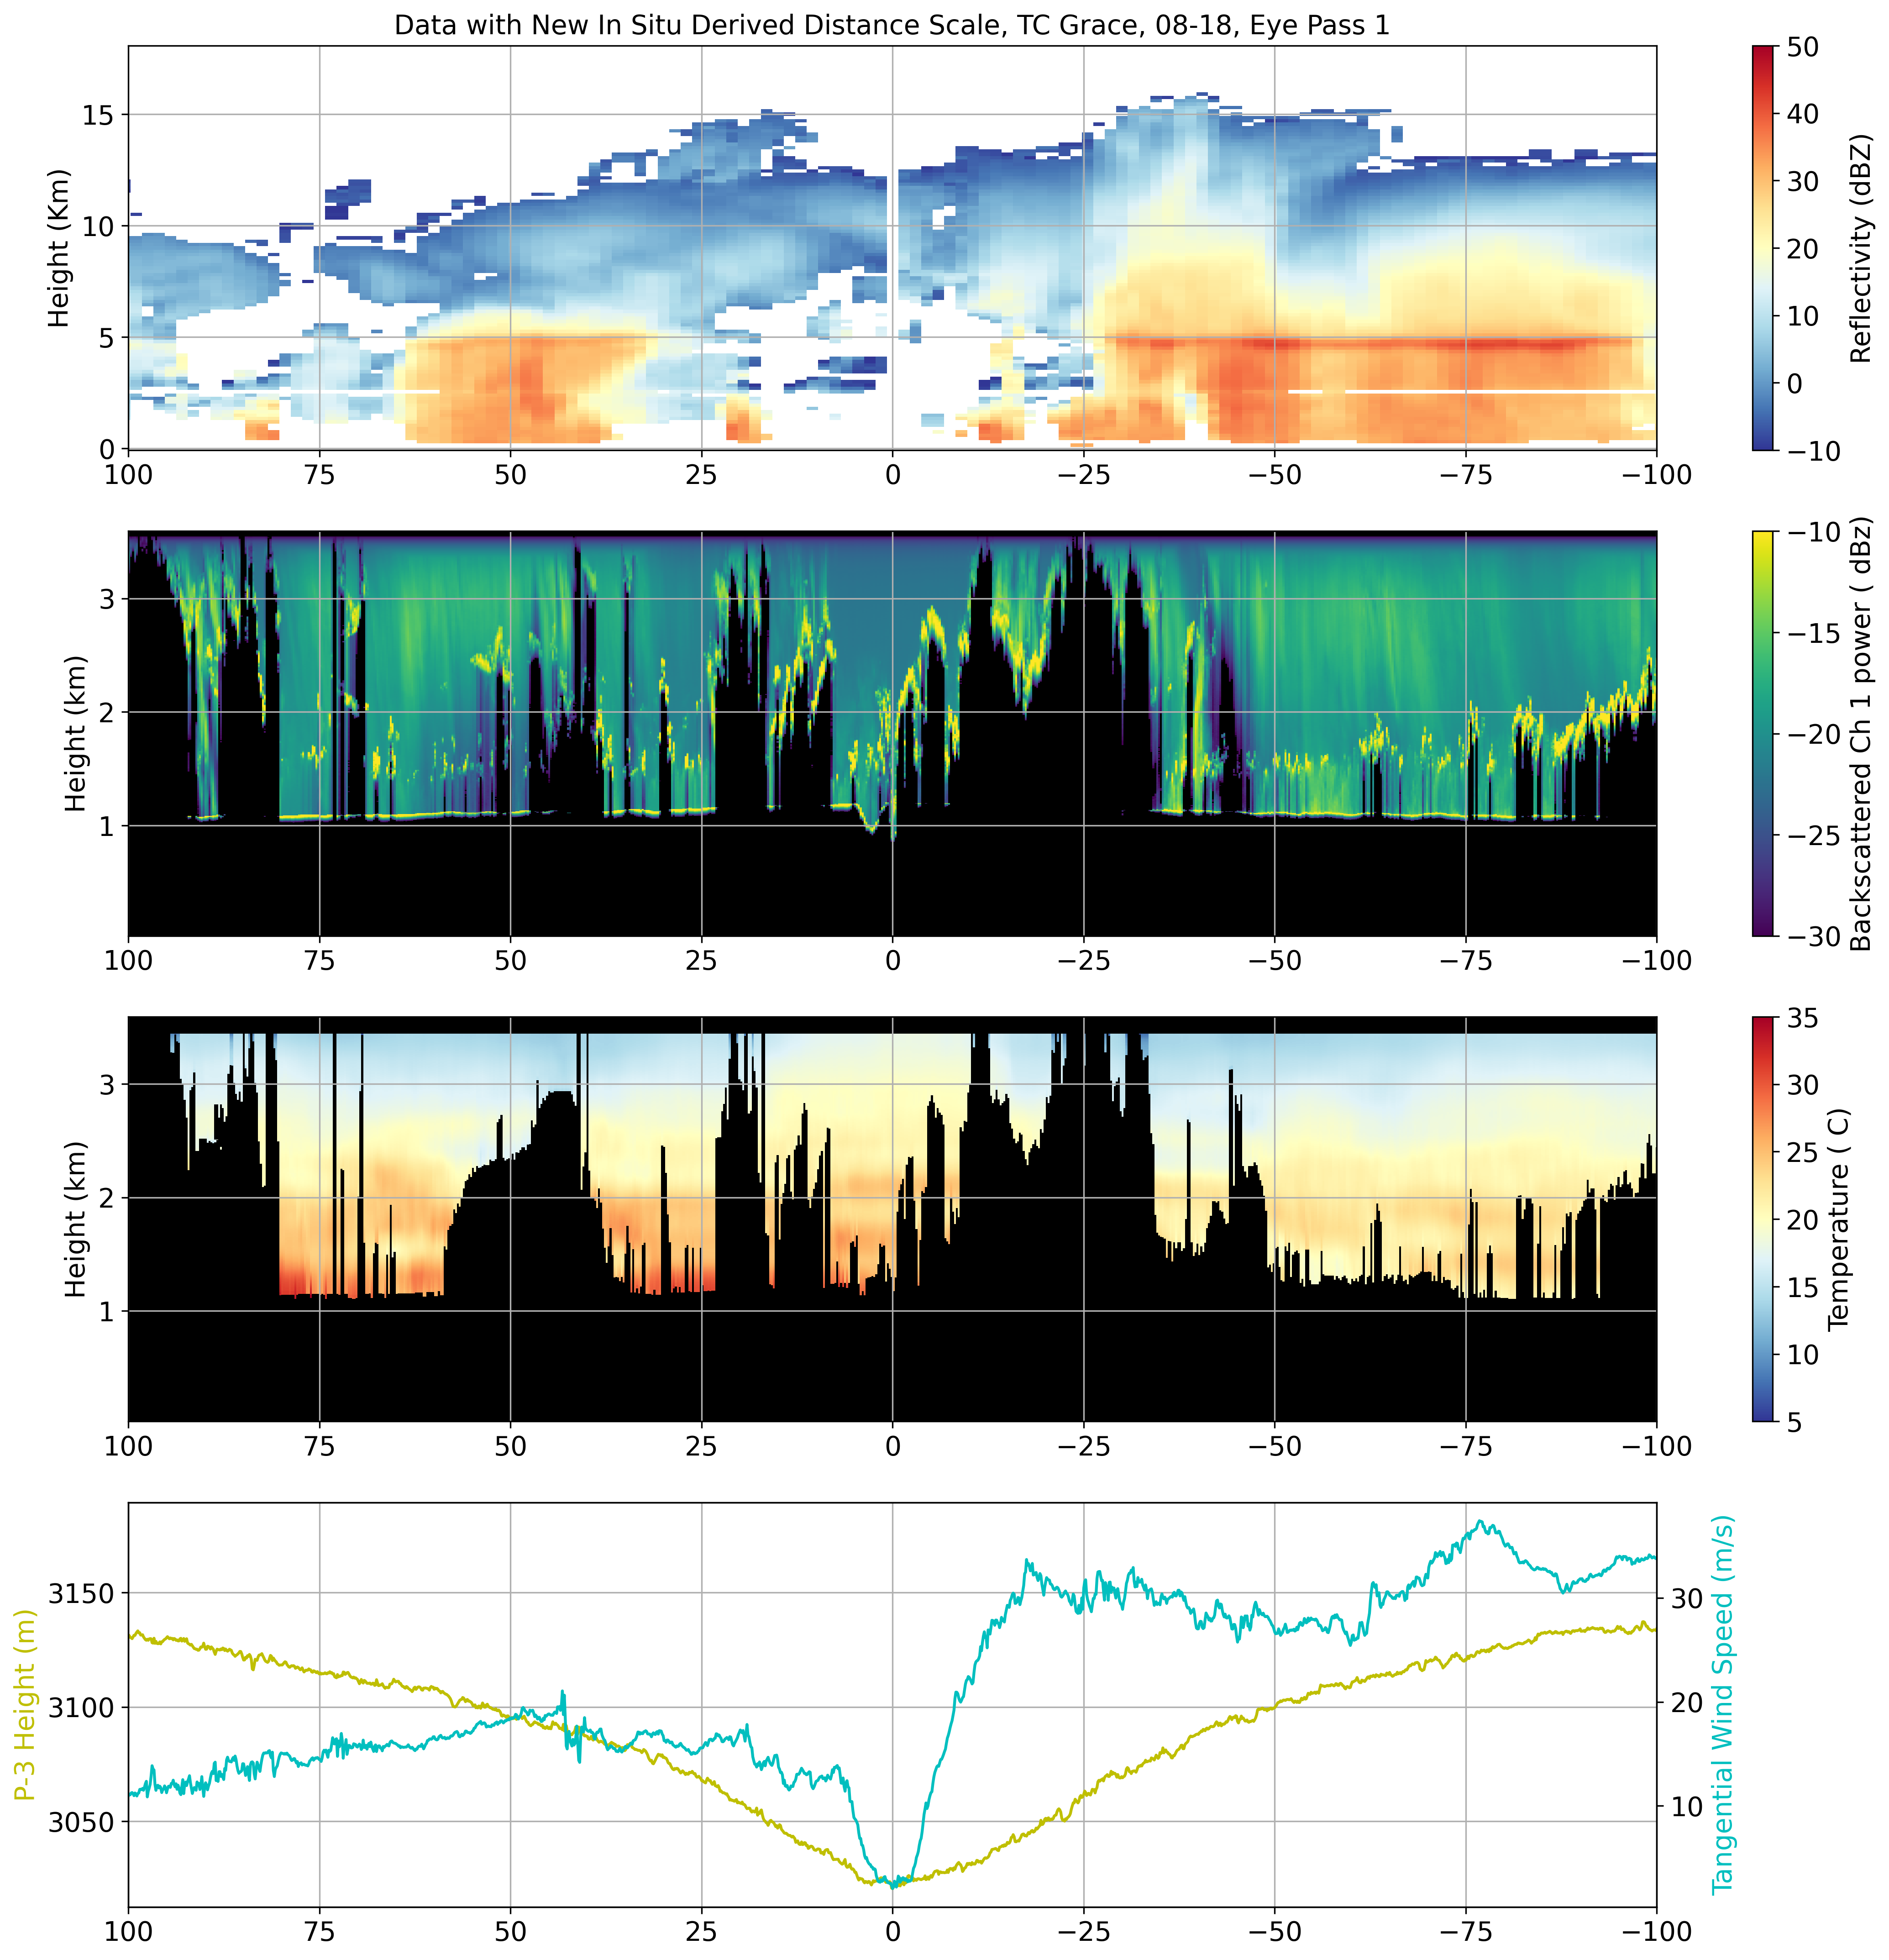 Data with New In Situ Derived Distance Scale, TC Grace, 08-18, Eye Pass 1
Height (Km)
15
10
5
0
100 75 50 25 0 −25 −50 −75 −100
50
40
30
20
10
0
−10
Reflectivity (dBZ)
Height (km)
3
2
1
100 75 50 25 0 −25 −50 −75 −100
−10
−15
−20
−25
−30
Backscattered Ch 1 power ( dBz)
Height (km)
3
2
1
100 75 50 25 0 −25 −50 −75 −100
35
30
25
20
15
10
5
Temperature ( C)
P-3 Height (m)
3150
3100
3050
100 75 50 25 0 −25 −50 −75 −100
30
20
10
Tangential Wind Speed (m/s)